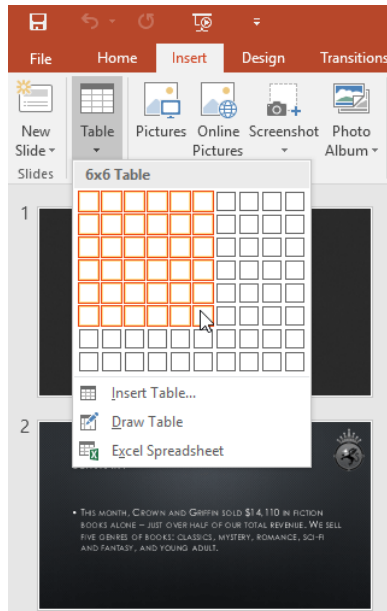 File Home Insert Design Transitions
New Slide Table Pictures Online Pictures Screenshot Photo Album
Slides
6x6 Table
1
Insert Table...
Draw Table
Excel Spreadsheet
2
• THIS MONTH, CROWN AND GRIFFIN SOLD $14,110 IN FICTION
BOOKS ALONE – JUST OVER HALF OF OUR TOTAL REVENUE. WE SELL
FIVE GENRES OF BOOKS: CLASSICS, MYSTERY, ROMANCE, SCI-FI
AND FANTASY, AND YOUNG ADULT.